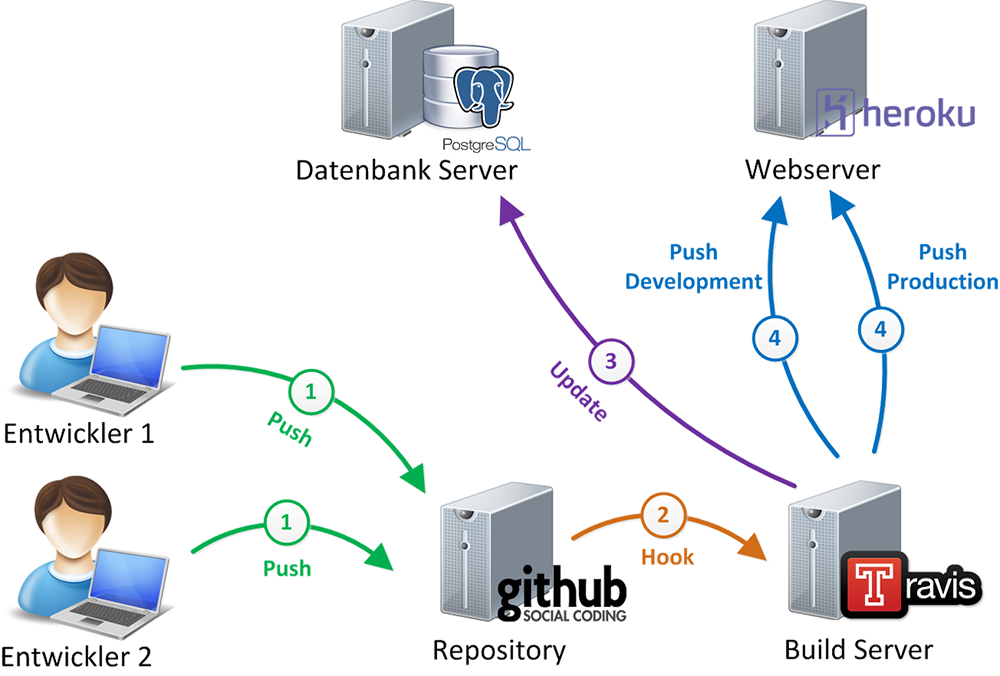 PostgreSQL
Datenbank Server
heroku
Webserver
Push
Development
4
Push
Production
4
3
Update
Entwickler 1
1
Push
Entwickler 2
1
Push
github
SOCIAL CODING
Repository
2
Hook
Travis
Build Server